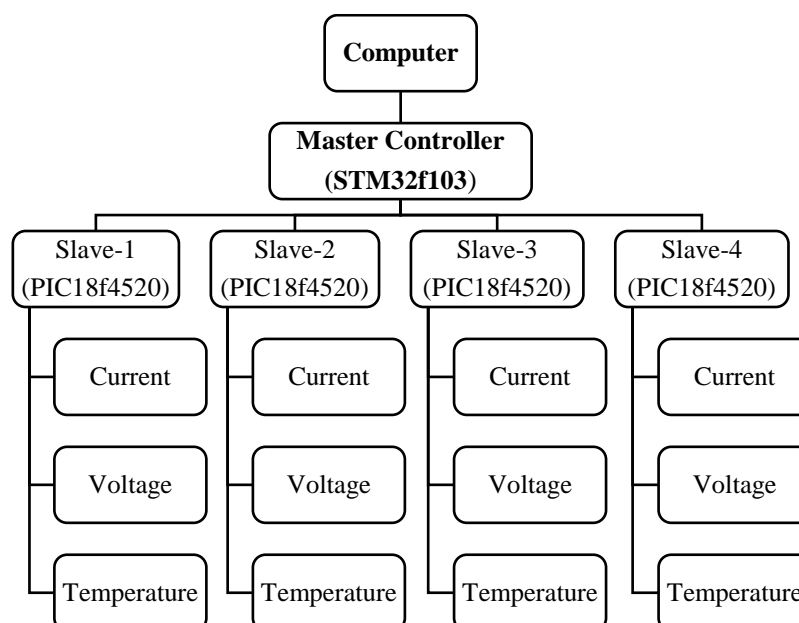 Computer
Master Controller
(STM32f103)
Slave-1
(PIC18f4520)
Slave-2
(PIC18f4520)
Slave-3
(PIC18f4520)
Slave-4
(PIC18f4520)
Current
Current
Current
Current
Voltage
Voltage
Voltage
Voltage
Temperature
Temperature
Temperature
Temperature